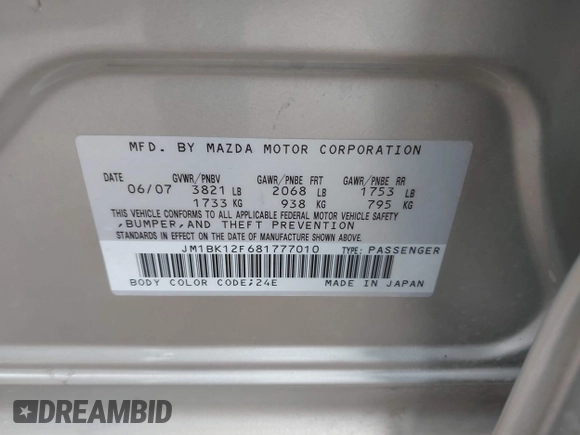 MFD. BY MAZDA MOTOR CORPORATION
DATE GVWR/PNBV GAWR/PNBE FRT GAWR/PNBE RR
06/07 3821 LB 2068 LB 1753 LB
1733 KG 938 KG 795 KG
THIS VEHICLE CONFORMS TO ALL APPLICABLE FEDERAL MOTOR VEHICLE SAFETY
,BUMPER,AND THEFT PREVENTION
STANDARDS IN EFFECT ON THE DATE OF MANUFACTURE SHOWN ABOVE.
JM1BK12F681777010 TYPE: PASSENGER
BODY COLOR CODE;24E MADE IN JAPAN
DREAMBID